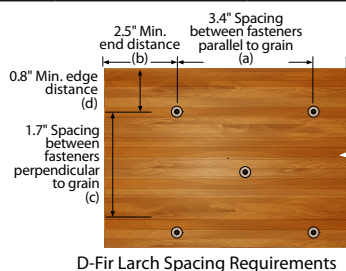 2.5" Min.
end distance
(b)
3.4" Spacing
between fasteners
parallel to grain
(a)
0.8" Min. edge
distance
(d)
1.7" Spacing
between
fasteners
perpendicular
to grain
(c)
D-Fir Larch Spacing Requirements